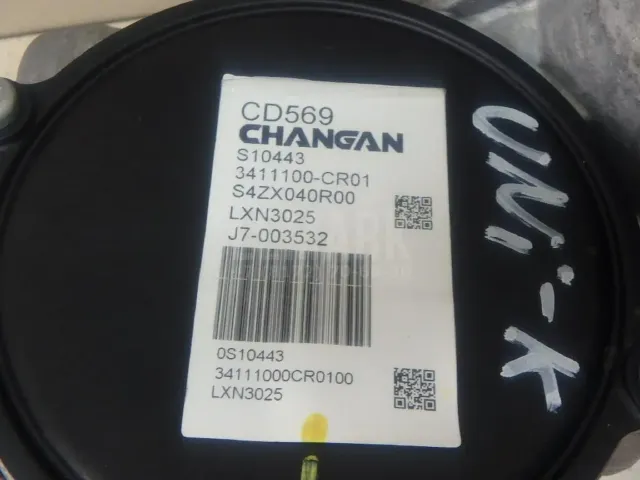 CD569
CHANGAN
S10443
3411100-CR01
S4ZX040R00
LXN3025
J7-003532
0S10443
34111000CR0100
LXN3025
UNi-K